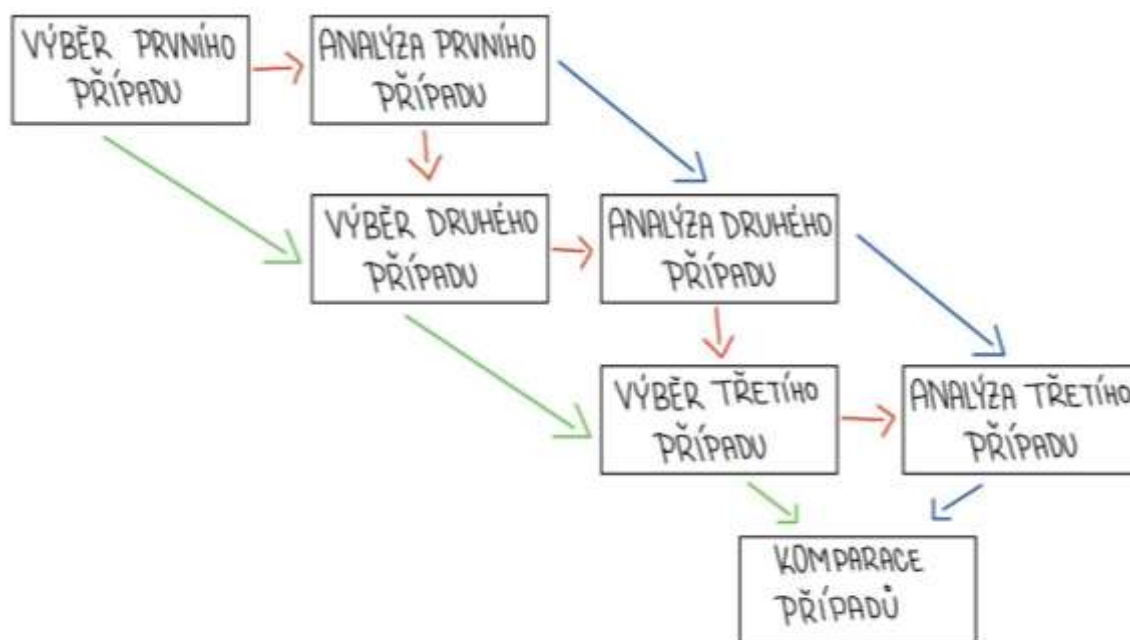 VÝBĚR PRVNÍHO
PŘÍPADU
ANALÝZA PRVNÍHO
PŘÍPADU
VÝBĚR DRUHÉHO
PŘÍPADU
ANALÝZA DRUHÉHO
PŘÍPADU
VÝBĚR TŘETÍHO
PŘÍPADU
ANALÝZA TŘETÍHO
PŘÍPADU
KOMPARACE
PŘÍPADŮ